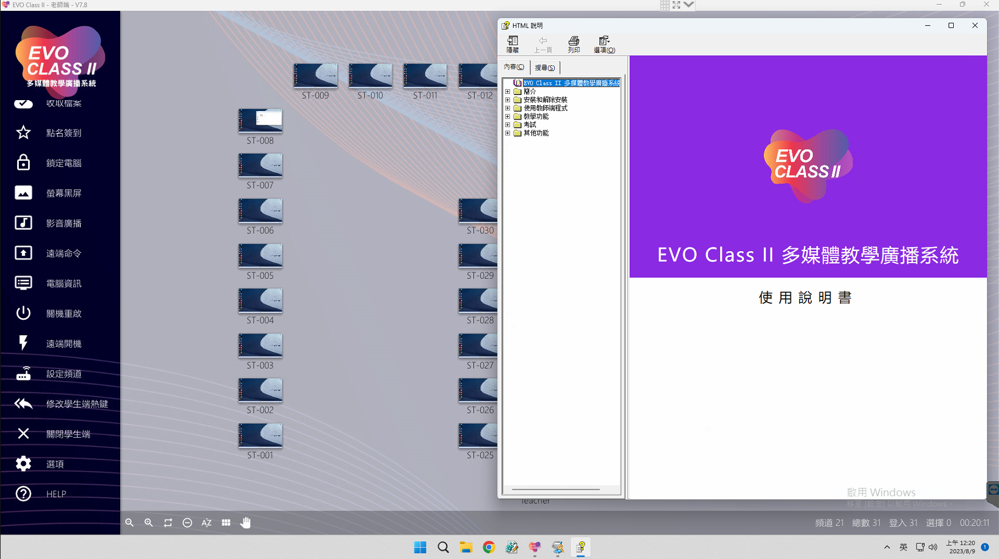 EVO Class II - 老師端 - V7.8
EVO
CLASS II
多媒體教學廣播系統
收取檔案
點名簽到
鎖定電腦
螢幕黑屏
影音廣播
遠端命令
電腦資訊
關機重啟
遠端開機
設定頻道
修改學生端熱鍵
關閉學生端
選項
HELP
ST-009
ST-010
ST-011
ST-012
ST-008
ST-007
ST-006
ST-030
ST-005
ST-029
ST-004
ST-028
ST-003
ST-027
ST-002
ST-026
ST-001
ST-025
Teacher
HTML 說明
隱藏
上一頁
列印
選項(O)
內容(C)
搜尋(S)
EVO Class II 多媒體教學廣播系統
簡介
安裝和解除安裝
使用教師端程式
教學功能
考試
其他功能
EVO
CLASS II
EVO Class II 多媒體教學廣播系統
使用說明書
啟用 Windows
移至 [設定] 以啟用 Windows。
AZ
頻道 21 總數 31 登入 31 選擇 0 00:20:11
英
上午 12:20
2023/8/9
1